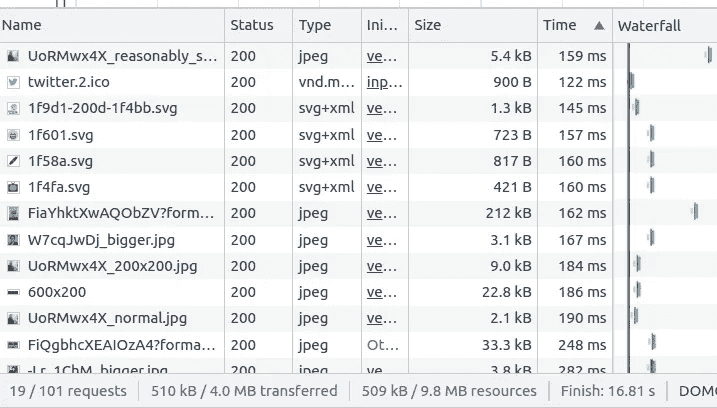 Name Status Type Ini... Size Time ▲ Waterfall
UoRMwx4X_reasonably_s... 200 jpeg ve... 5.4 kB 159 ms
twitter.2.ico 200 vnd.m... inp... 900 B 122 ms
1f9d1-200d-1f4bb.svg 200 svg+xml ve... 1.3 kB 145 ms
1f601.svg 200 svg+xml ve... 723 B 157 ms
1f58a.svg 200 svg+xml ve... 817 B 160 ms
1f4fa.svg 200 svg+xml ve... 421 B 160 ms
FiaYhktXwAQObZV?form... 200 jpeg ve... 212 kB 162 ms
W7cqJwDj_bigger.jpg 200 jpeg ve... 3.1 kB 167 ms
UoRMwx4X_200x200.jpg 200 jpeg ve... 9.0 kB 184 ms
600x200 200 jpeg ve... 22.8 kB 186 ms
UoRMwx4X_normal.jpg 200 jpeg ve... 2.1 kB 190 ms
FiQgbhcXEAIOzA4?forma... 200 jpeg Ot... 33.3 kB 248 ms
-Lr_1ChM_bigger.jpg 200 jpeg ve... 3.8 kB 282 ms
19 / 101 requests 510 kB / 4.0 MB transferred 509 kB / 9.8 MB resources Finish: 16.81 s DOMC